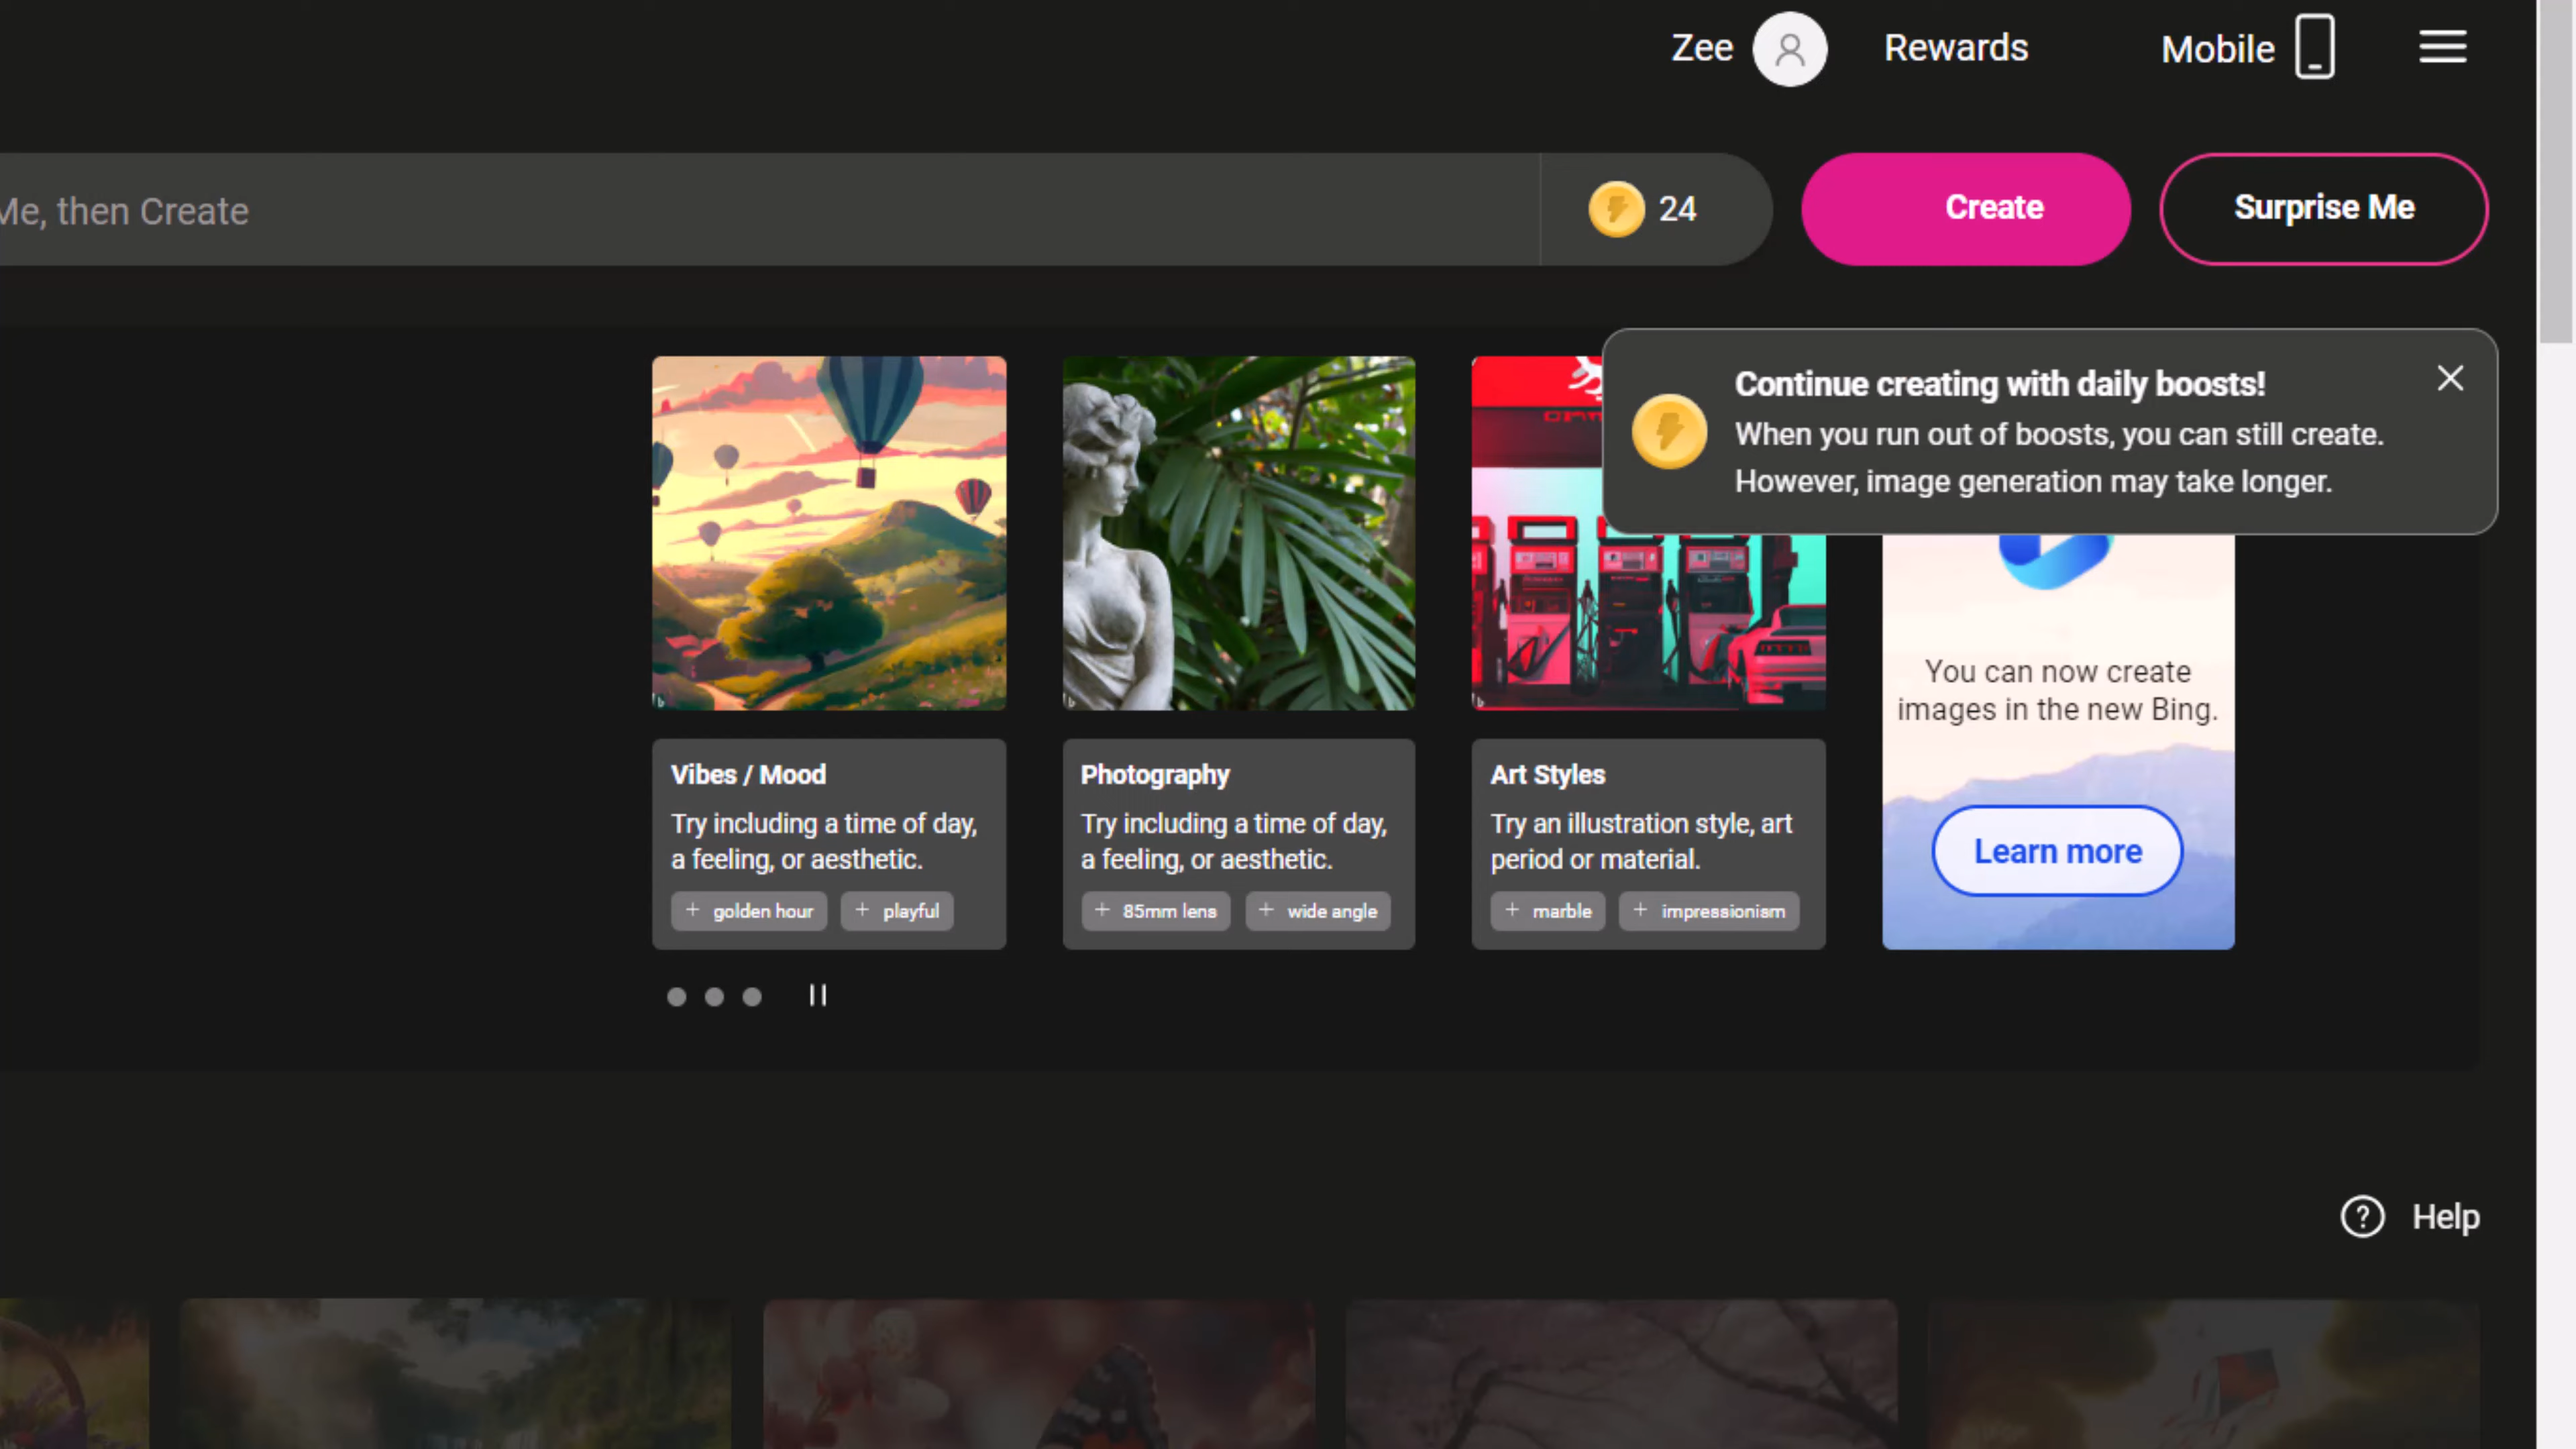 Zee
Rewards
Mobile
Me, then Create
24
Create
Surprise Me
Continue creating with daily boosts!
When you run out of boosts, you can still create.
However, image generation may take longer.
You can now create
images in the new Bing.
Learn more
Vibes / Mood
Try including a time of day,
a feeling, or aesthetic.
+ golden hour + playful
Photography
Try including a time of day,
a feeling, or aesthetic.
+ 85mm lens + wide angle
Art Styles
Try an illustration style, art
period or material.
+ marble + impressionism
? Help